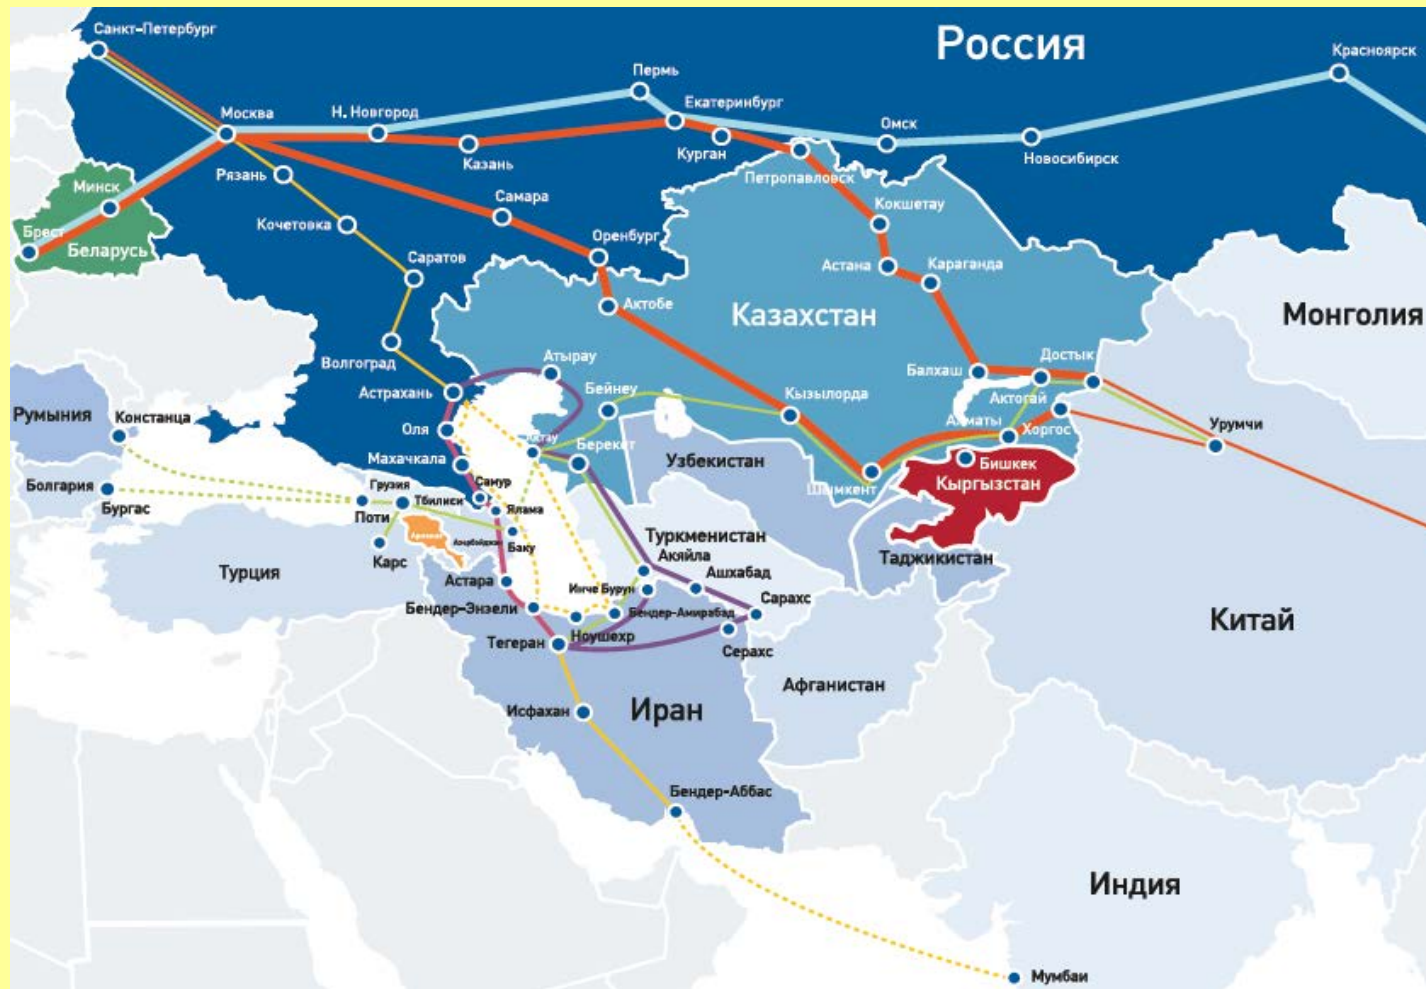 Санкт-Петербург
Россия
Красноярск
Пермь
Москва
Н. Новгород
Екатеринбург
Омск
Казань
Курган
Новосибирск
Рязань
Петропавловск
Минск
Самара
Кокшетау
Кочетовка
Брест
Беларусь
Оренбург
Саратов
Астана
Караганда
Актобе
Казахстан
Монголия
Волгоград
Атырау
Балхаш
Достык
Астрахань
Бейнеу
Кызылорда
Актогай
Румыния
Констанца
Оля
Актау
Алматы
Хоргос
Урумчи
Махачкала
Берекет
Узбекистан
Бишкек
Кыргызстан
Болгария
Бургас
Грузия
Самур
Шымкент
Поти
Тбилиси
Ялама
Армения
Азербайджан
Баку
Туркменистан
Карс
Акяйла
Таджикистан
Турция
Астара
Инче Бурун
Ашхабад
Сарахс
Бендер-Энзели
Бендер-Амирабад
Китай
Тегеран
Ноушехр
Серахс
Афганистан
Исфахан
Иран
Бендер-Аббас
Индия
Мумбаи